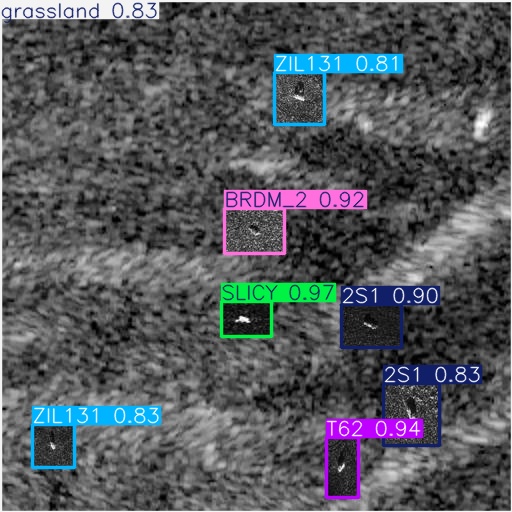 grassland 0.83
ZIL131 0.81
BRDM_2 0.92
SLICY 0.97
2S1 0.90
2S1 0.83
ZIL131 0.83
T62 0.94